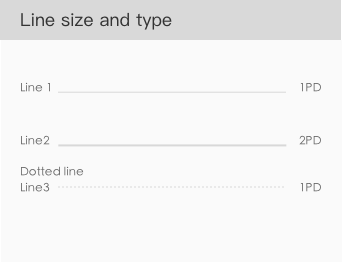 Line size and type
Line 1 1PD
Line2 2PD
Dotted line
Line3 1PD